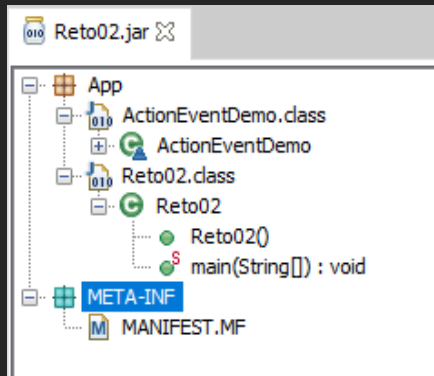 Reto02.jar
App
ActionEventDemo.class
ActionEventDemo
Reto02.class
Reto02
Reto02()
main(String[]) : void
META-INF
MANIFEST.MF